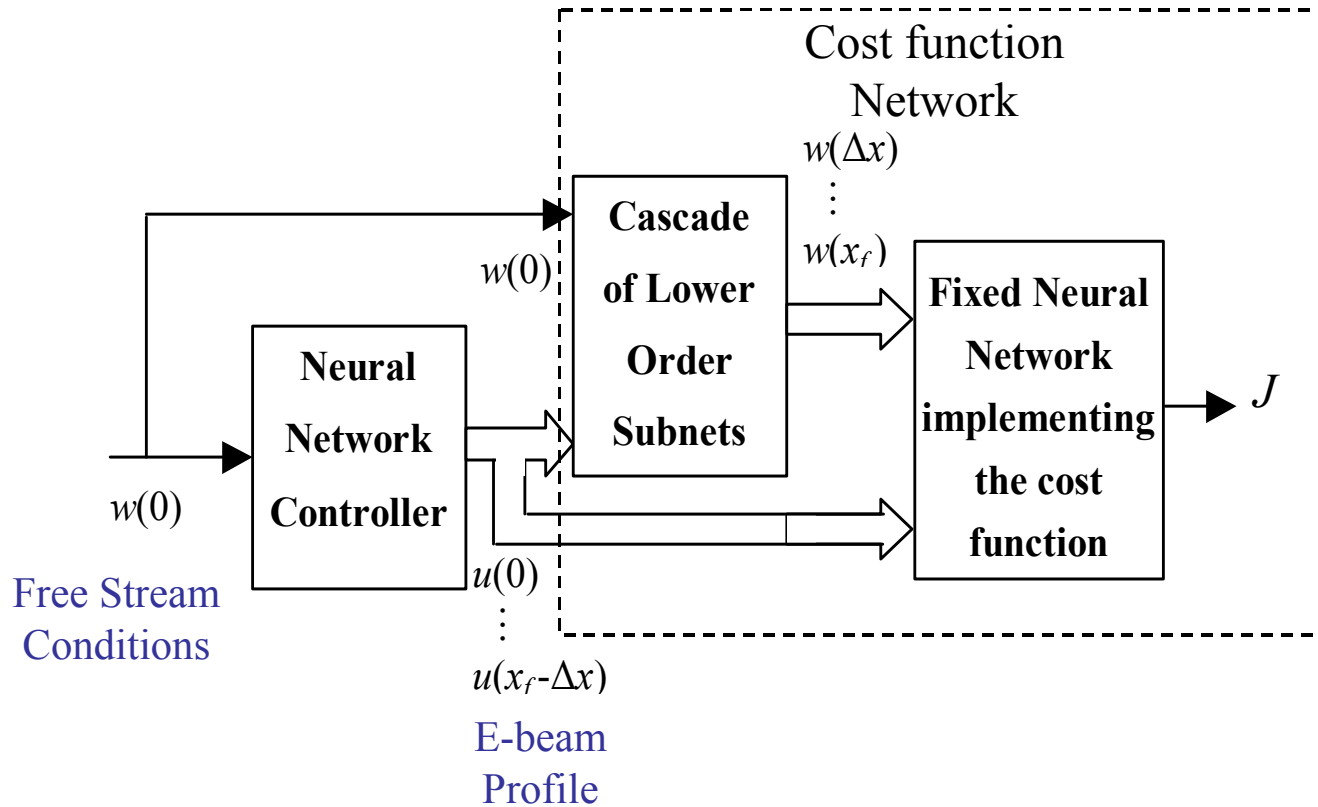 Cost function
Network
w(Δx)
⋮
w(x_f)
Cascade
of Lower
Order
Subnets
w(0)
Fixed Neural
Network
implementing
the cost
function
J
Neural
Network
Controller
w(0)
Free Stream
Conditions
u(0)
⋮
u(x_f-Δx)
E-beam
Profile